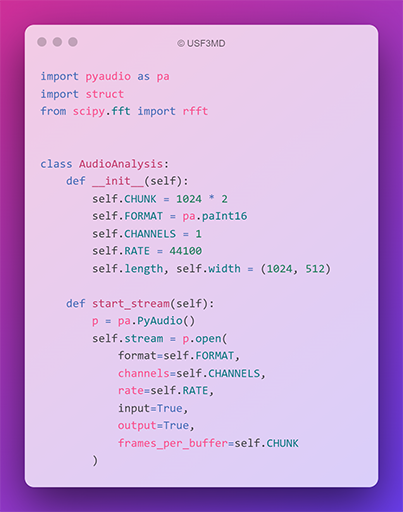 © USF3MD
import pyaudio as pa
import struct
from scipy.fft import rfft
class AudioAnalysis:
    def __init__(self):
        self.CHUNK = 1024 * 2
        self.FORMAT = pa.paInt16
        self.CHANNELS = 1
        self.RATE = 44100
        self.length, self.width = (1024, 512)
    def start_stream(self):
        p = pa.PyAudio()
        self.stream = p.open(
            format=self.FORMAT,
            channels=self.CHANNELS,
            rate=self.RATE,
            input=True,
            output=True,
            frames_per_buffer=self.CHUNK
        )